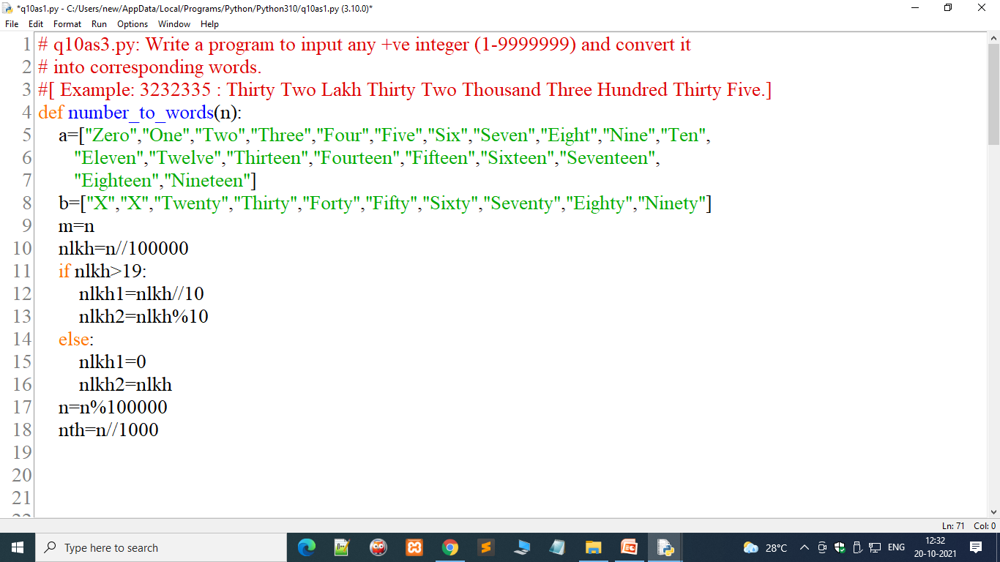 *q10as1.py - C:/Users/new/AppData/Local/Programs/Python/Python310/q10as1.py (3.10.0)*
File Edit Format Run Options Window Help
1 # q10as3.py: Write a program to input any +ve integer (1-9999999) and convert it
2 # into corresponding words.
3 #[ Example: 3232335 : Thirty Two Lakh Thirty Two Thousand Three Hundred Thirty Five.]
4 def number_to_words(n):
5     a=["Zero","One","Two","Three","Four","Five","Six","Seven","Eight","Nine","Ten",
6        "Eleven","Twelve","Thirteen","Fourteen","Fifteen","Sixteen","Seventeen",
7        "Eighteen","Nineteen"]
8     b=["X","X","Twenty","Thirty","Forty","Fifty","Sixty","Seventy","Eighty","Ninety"]
9     m=n
10     nlkh=n//100000
11     if nlkh>19:
12         nlkh1=nlkh//10
13         nlkh2=nlkh%10
14     else:
15         nlkh1=0
16         nlkh2=nlkh
17     n=n%100000
18     nth=n//1000
19
20
21
Ln: 71 Col: 0
Type here to search
28°C ENG 12:32
20-10-2021